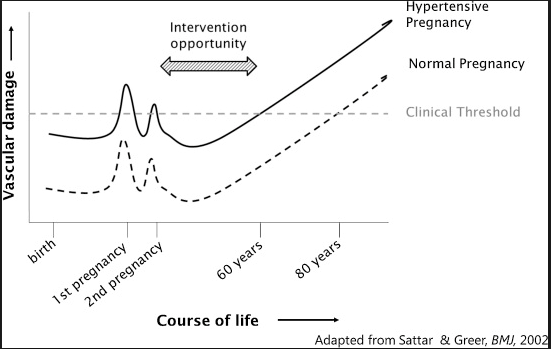 Hypertensive
Pregnancy
Intervention
opportunity
Normal Pregnancy
Clinical Threshold
Vascular damage
birth
1st pregnancy
2nd pregnancy
60 years
80 years
Course of life
Adapted from Sattar & Greer, BMJ, 2002